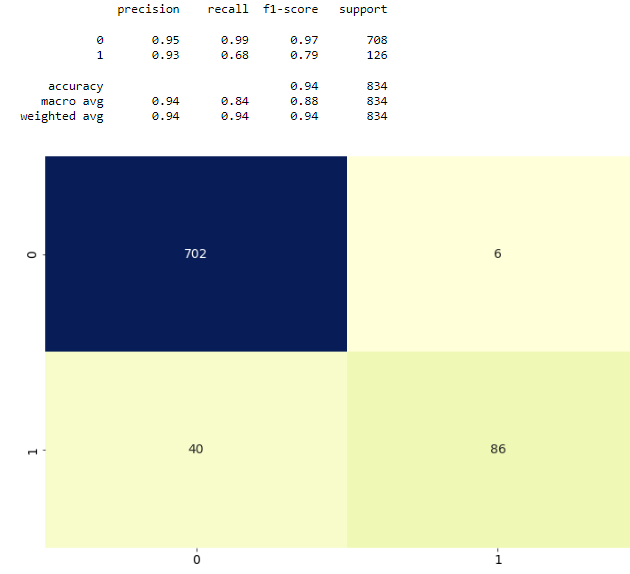 precision recall f1-score support
0 0.95 0.99 0.97 708
1 0.93 0.68 0.79 126
accuracy 0.94 834
macro avg 0.94 0.84 0.88 834
weighted avg 0.94 0.94 0.94 834
0 702 6
1 40 86
0 1